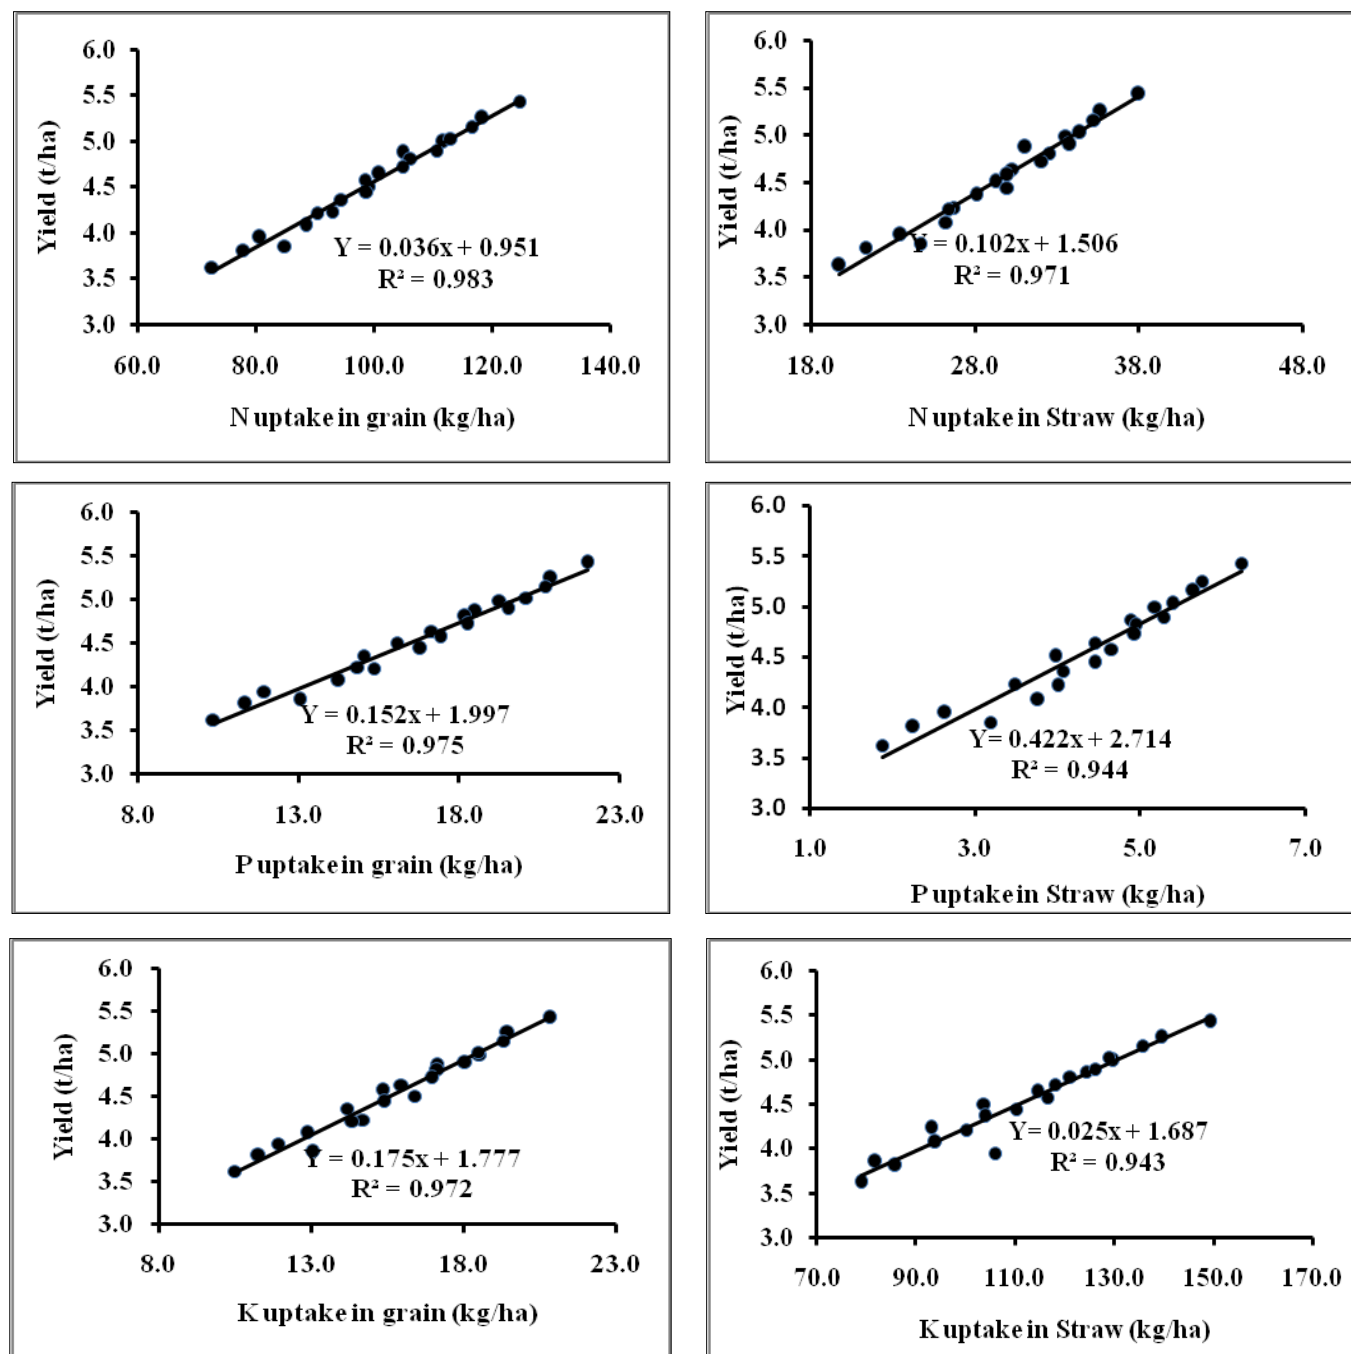 6.0
5.5
5.0
4.5
4.0
3.5
3.0
Yield (t/ha)
Y = 0.036x + 0.951
R² = 0.983
60.0 80.0 100.0 120.0 140.0
N uptake in grain (kg/ha)
6.0
5.5
5.0
4.5
4.0
3.5
3.0
Yield (t/ha)
Y = 0.102x + 1.506
R² = 0.971
18.0 28.0 38.0 48.0
N uptake in Straw (kg/ha)
6.0
5.5
5.0
4.5
4.0
3.5
3.0
Yield (t/ha)
Y = 0.152x + 1.997
R² = 0.975
8.0 13.0 18.0 23.0
P uptake in grain (kg/ha)
6.0
5.5
5.0
4.5
4.0
3.5
3.0
Yield (t/ha)
Y= 0.422x + 2.714
R² = 0.944
1.0 3.0 5.0 7.0
P uptake in Straw (kg/ha)
6.0
5.5
5.0
4.5
4.0
3.5
3.0
Yield (t/ha)
Y = 0.175x + 1.777
R² = 0.972
8.0 13.0 18.0 23.0
K uptake in grain (kg/ha)
6.0
5.5
5.0
4.5
4.0
3.5
3.0
Yield (t/ha)
Y= 0.025x + 1.687
R² = 0.943
70.0 90.0 110.0 130.0 150.0 170.0
K uptake in Straw (kg/ha)